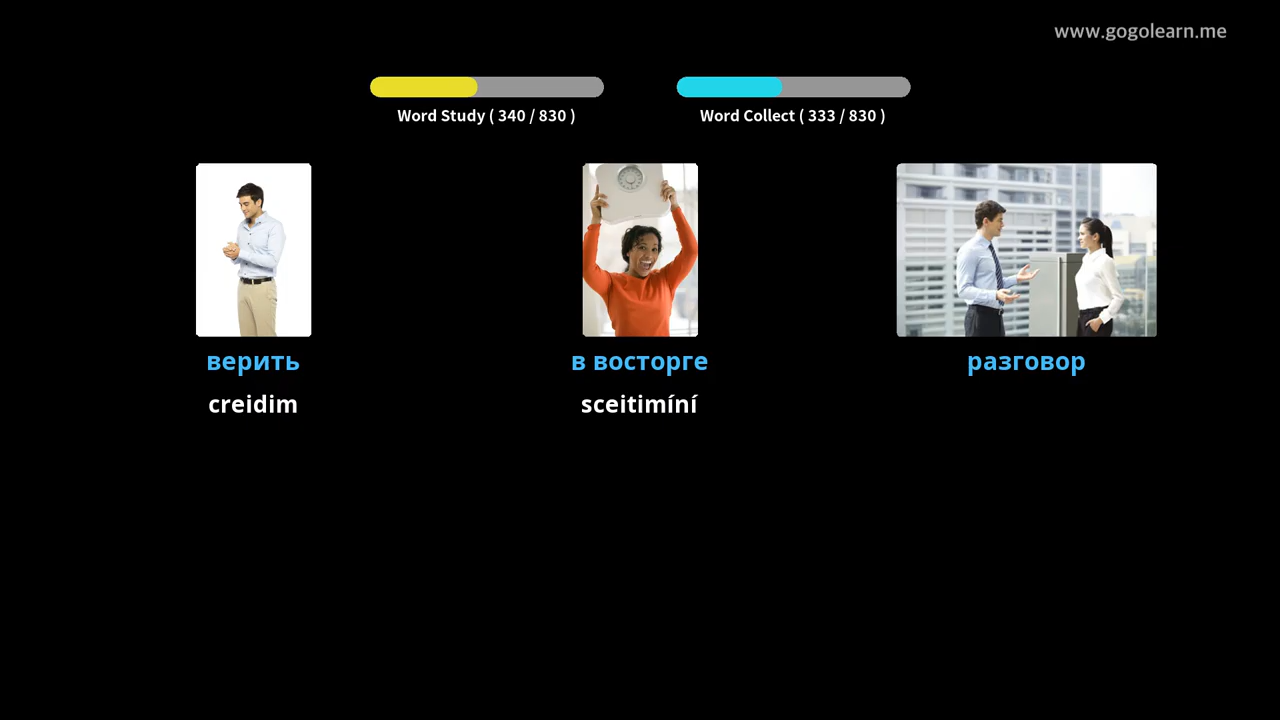 www.gogolearn.me
Word Study ( 340 / 830 )
Word Collect ( 333 / 830 )
верить
в восторге
разговор
creidim
sceitimíní